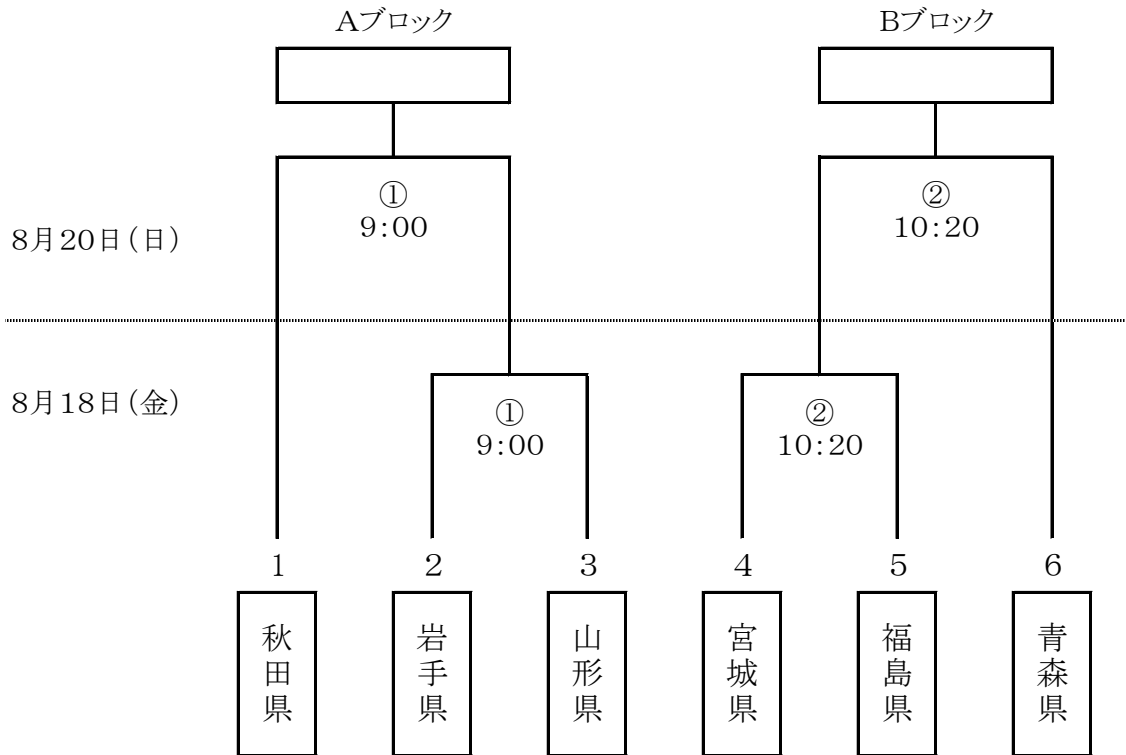 Aブロック
Bブロック
①
9:00
②
10:20
8月20日(日)
8月18日(金)
①
9:00
②
10:20
1
2
3
4
5
6
秋田県
岩手県
山形県
宮城県
福島県
青森県